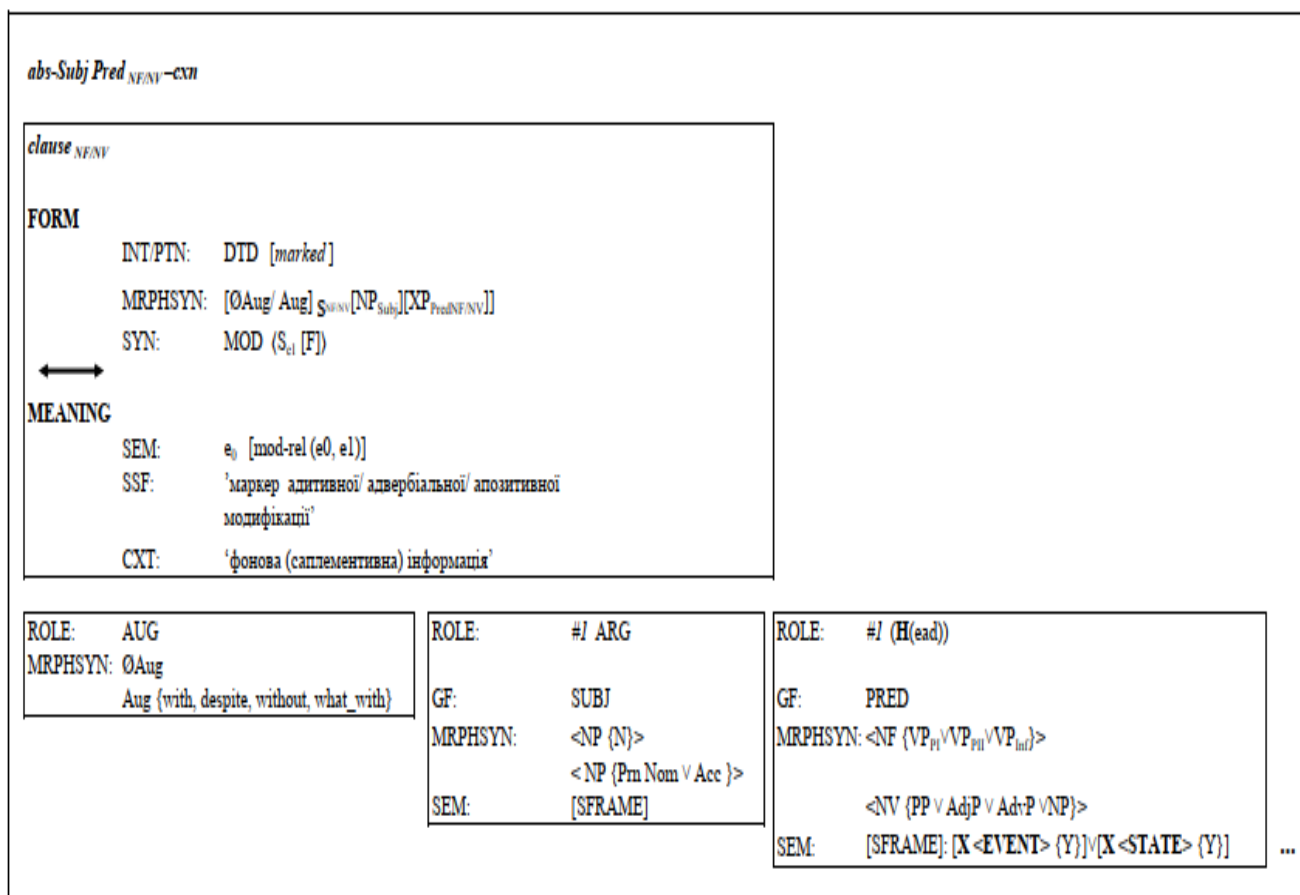 abs-Subj Pred NF/NV –cxn
clause NF/NV
FORM
INT/PTN: DTD [marked]
MRPHSYN: [ØAug/ Aug] S NF/NV[NP Subj][XP PredNF/NV]]
SYN: MOD (S cl [F])
MEANING
SEM: e0 [mod-rel (e0, e1)]
SSF: ’маркер адитивної/ адвербіальної/ апозитивної
модифікації’
CXT: ‘фонова (саплементивна) інформація’
ROLE: AUG
MRPHSYN: ØAug
Aug {with, despite, without, what_with}
ROLE: #1 ARG
GF: SUBJ
MRPHSYN: <NP {N}>
< NP {Prn Nom ∨ Acc }>
SEM: [SFRAME]
ROLE: #1 (H(ead))
GF: PRED
MRPHSYN: <NF {VP PI∨VP PII∨VP Inf}>
<NV {PP ∨ AdjP ∨ AdvP ∨NP}>
SEM: [SFRAME]: [X <EVENT> {Y}]∨[X <STATE> {Y}]
...